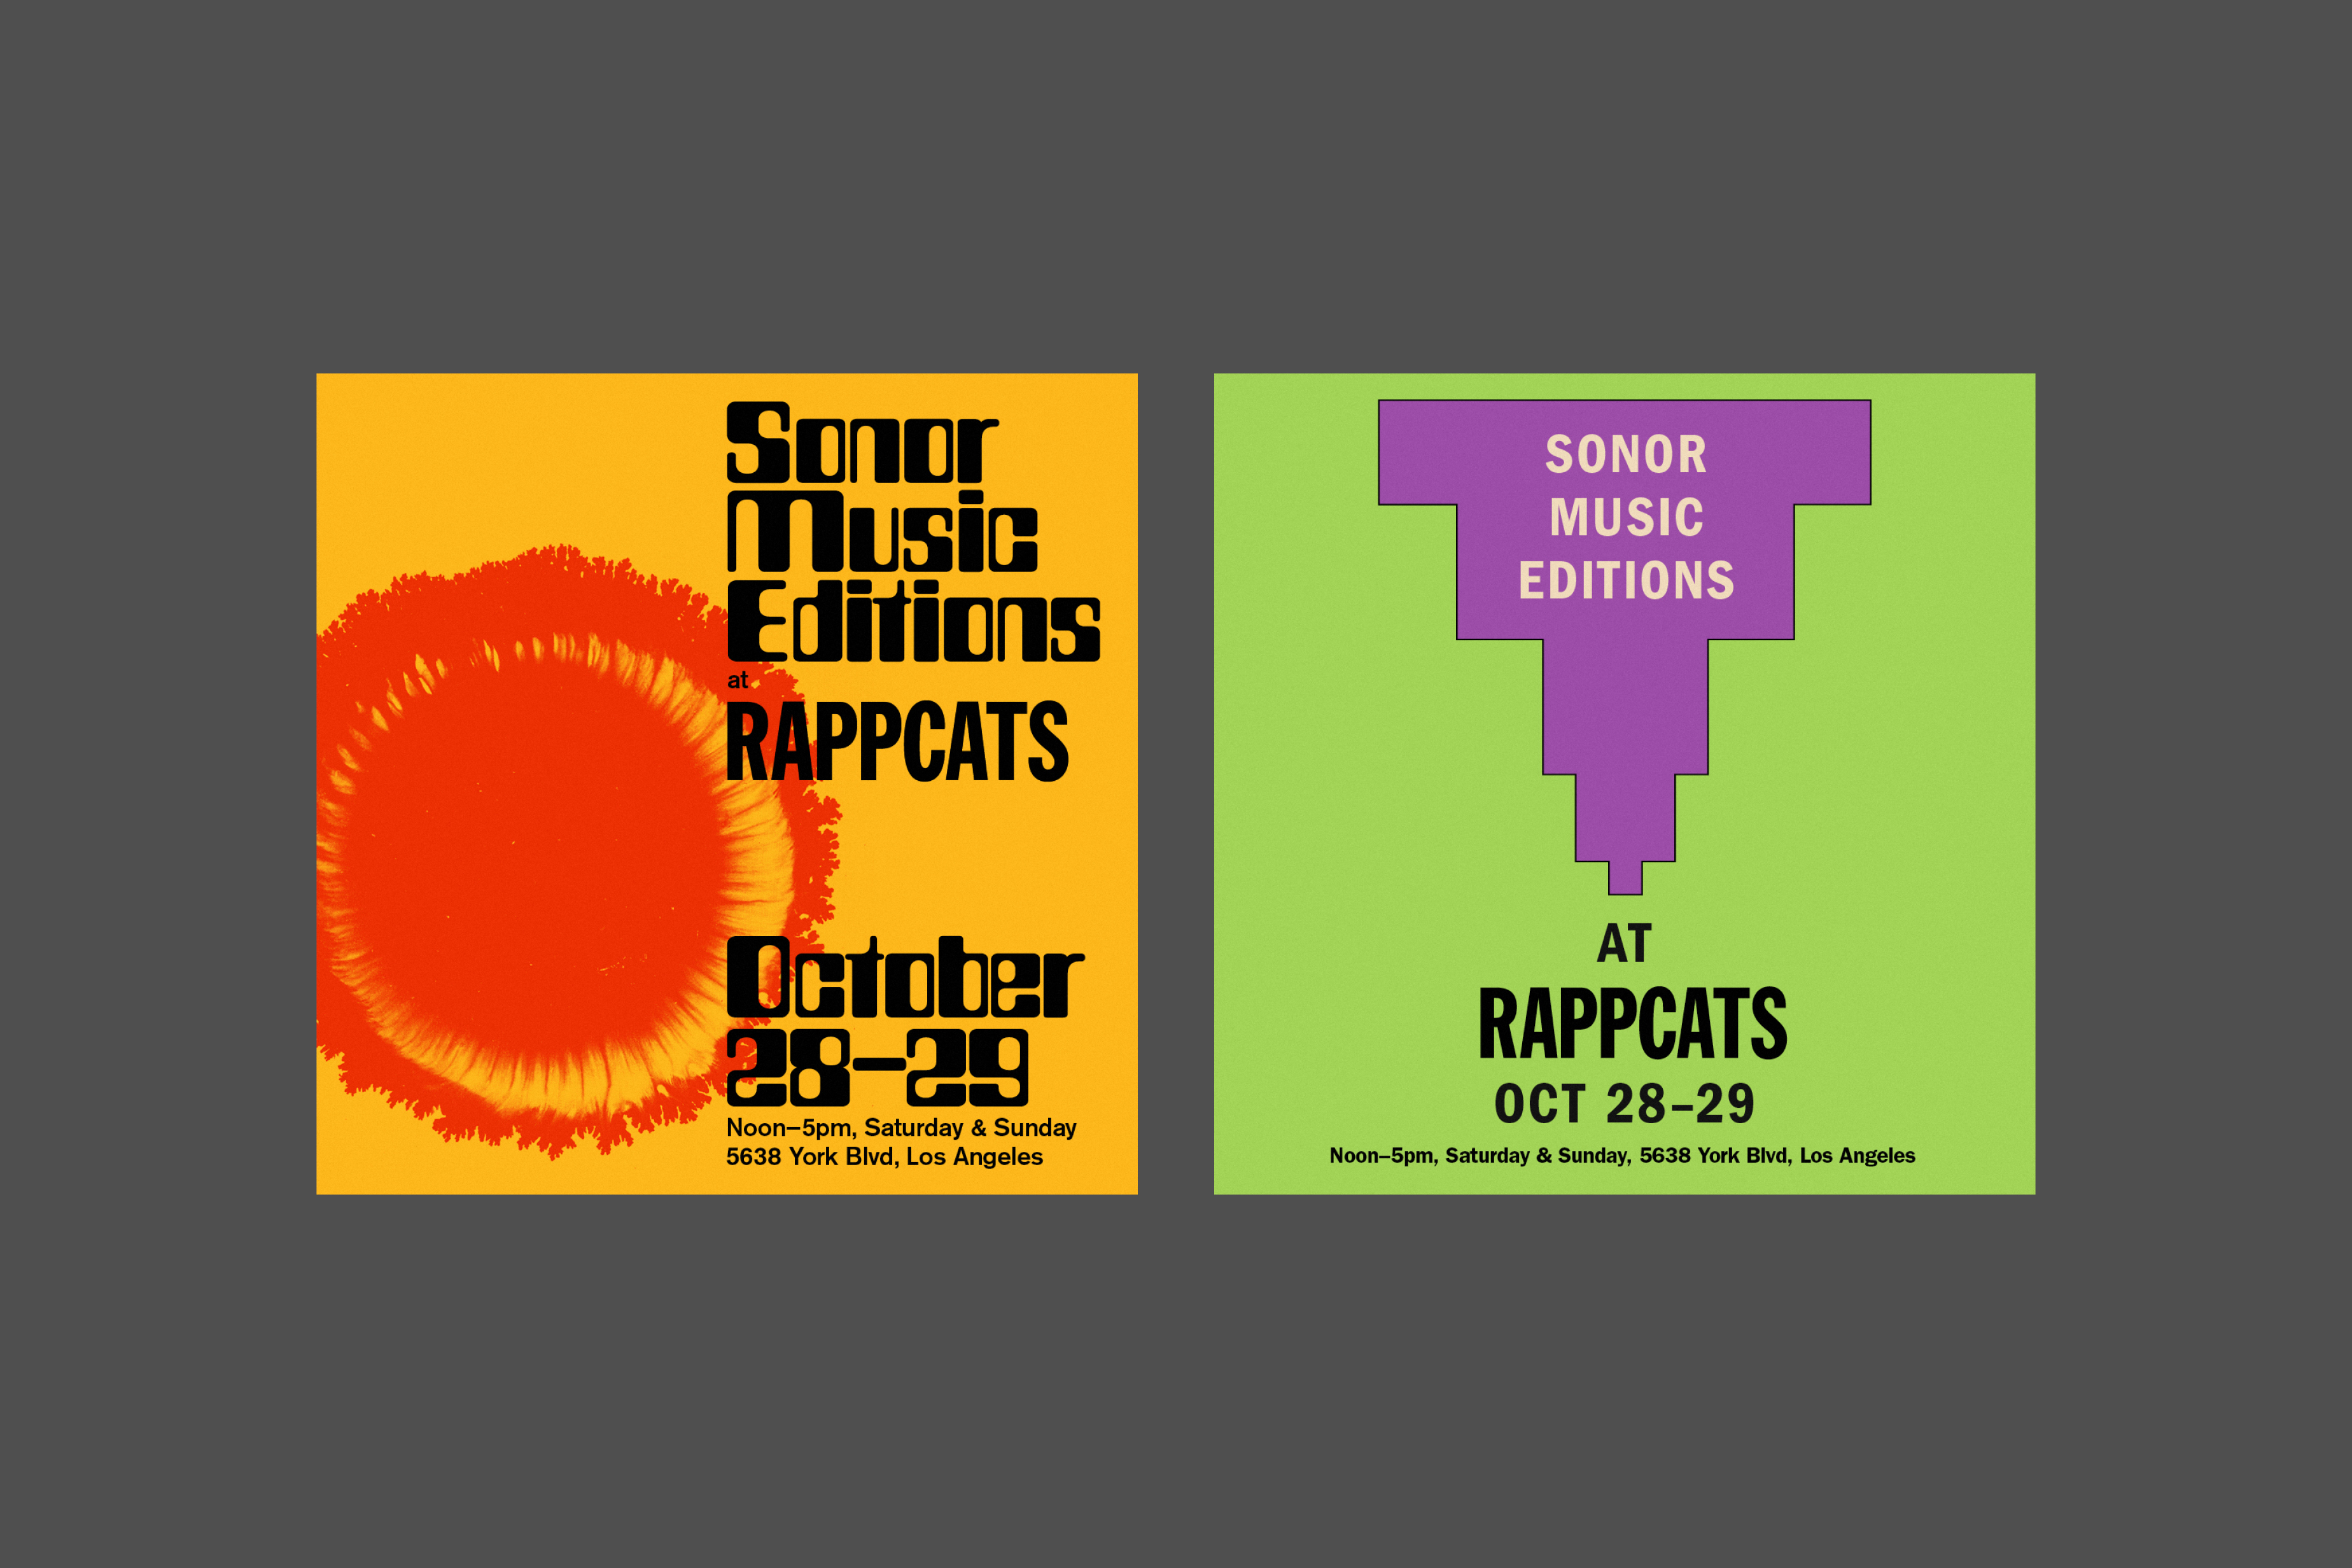 Sonor
Music
Editions
at
RAPPCATS
October
28–29
Noon–5pm, Saturday & Sunday
5638 York Blvd, Los Angeles
SONOR
MUSIC
EDITIONS
AT
RAPPCATS
OCT 28–29
Noon–5pm, Saturday & Sunday, 5638 York Blvd, Los Angeles